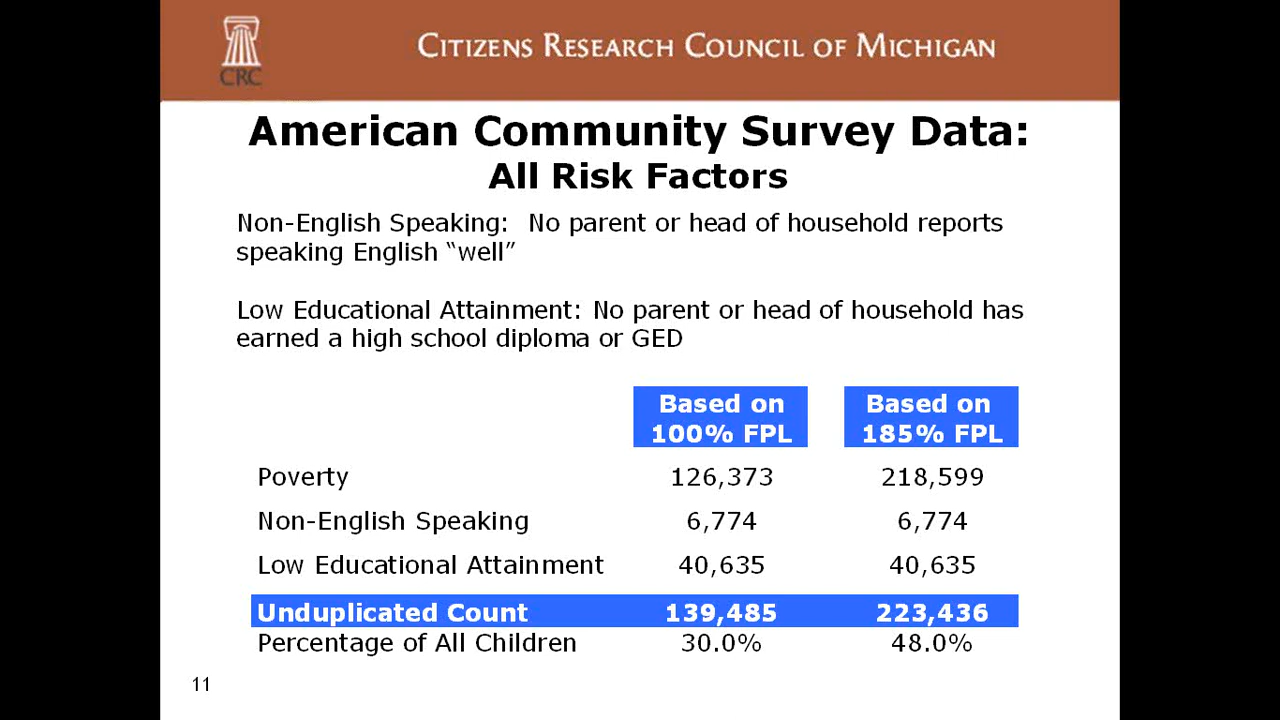 CRC
CITIZENS RESEARCH COUNCIL OF MICHIGAN
American Community Survey Data:
All Risk Factors
Non-English Speaking:  No parent or head of household reports
speaking English “well”
Low Educational Attainment: No parent or head of household has
earned a high school diploma or GED
Based on Based on
100% FPL 185% FPL
Poverty 126,373 218,599
Non-English Speaking 6,774 6,774
Low Educational Attainment 40,635 40,635
Unduplicated Count 139,485 223,436
Percentage of All Children 30.0% 48.0%
11